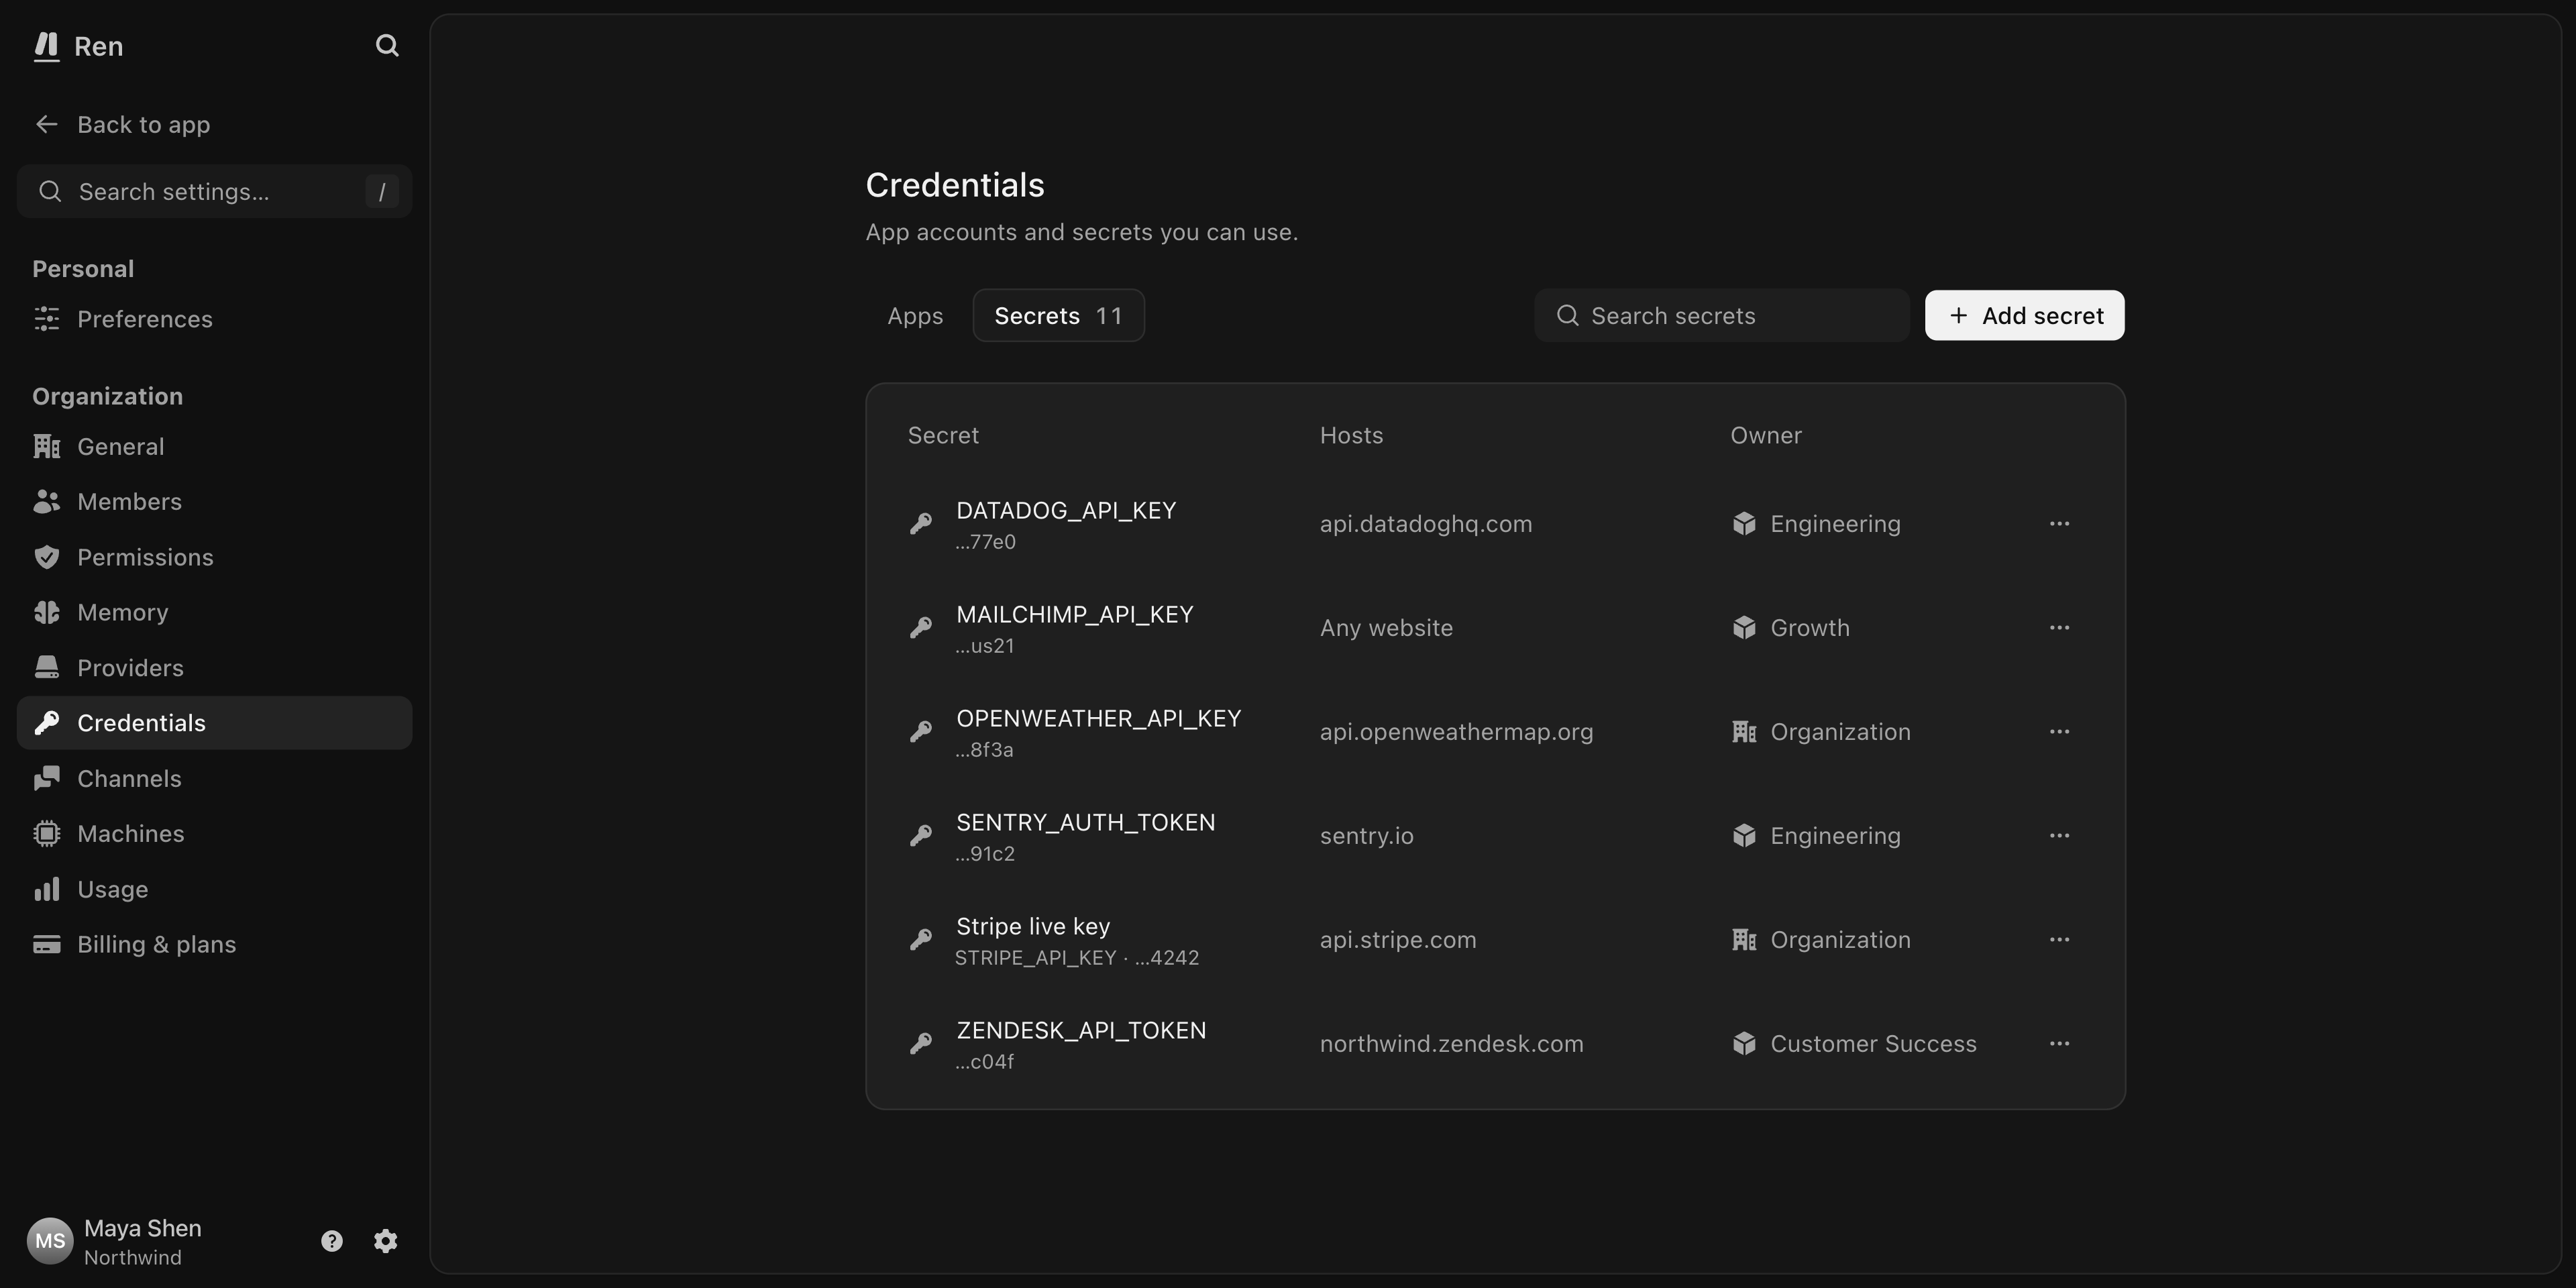 Ren
Back to app
Search settings...
/
Personal
Preferences
Organization
General
Members
Permissions
Memory
Providers
Credentials
Channels
Machines
Usage
Billing & plans
MS
Maya Shen
Northwind
?
Credentials
App accounts and secrets you can use.
Apps
Secrets 11
Search secrets
+ Add secret
Secret Hosts Owner
DATADOG_API_KEY
...77e0
api.datadoghq.com
Engineering
MAILCHIMP_API_KEY
...us21
Any website
Growth
OPENWEATHER_API_KEY
...8f3a
api.openweathermap.org
Organization
SENTRY_AUTH_TOKEN
...91c2
sentry.io
Engineering
Stripe live key
STRIPE_API_KEY · ...4242
api.stripe.com
Organization
ZENDESK_API_TOKEN
...c04f
northwind.zendesk.com
Customer Success